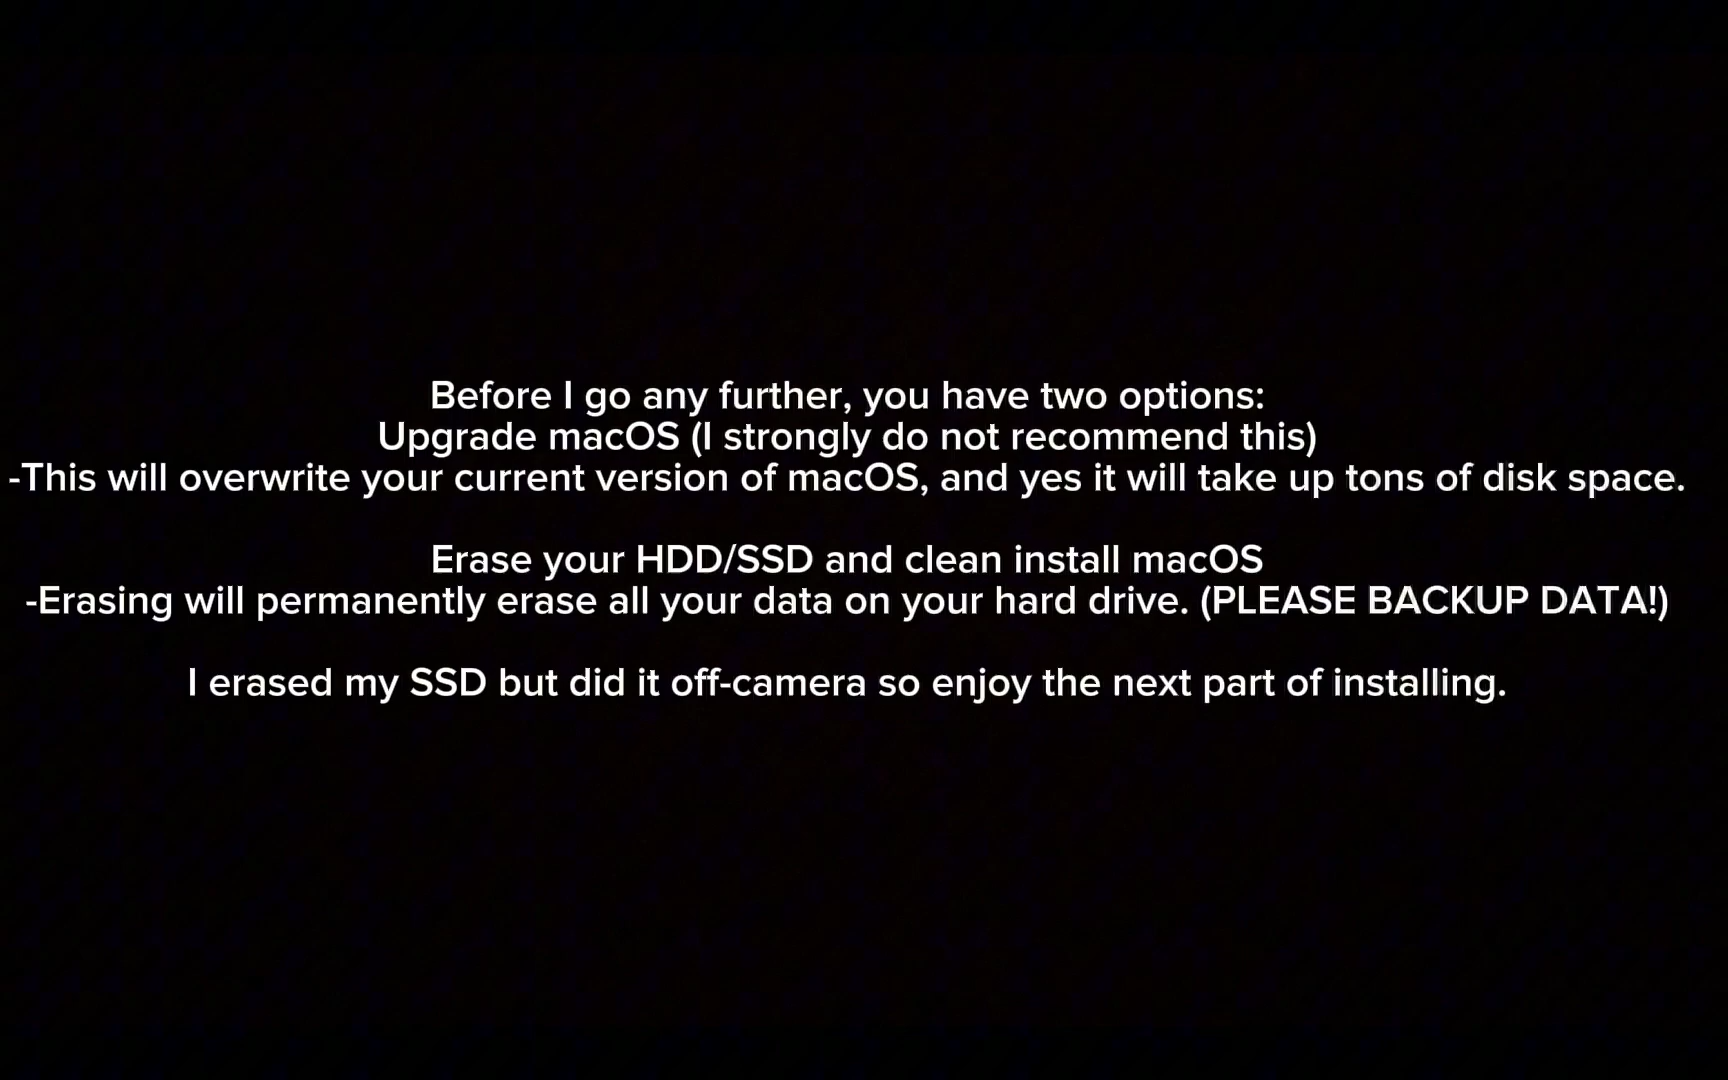 Before I go any further, you have two options:
Upgrade macOS (I strongly do not recommend this)
-This will overwrite your current version of macOS, and yes it will take up tons of disk space.
Erase your HDD/SSD and clean install macOS
-Erasing will permanently erase all your data on your hard drive. (PLEASE BACKUP DATA!)
I erased my SSD but did it off-camera so enjoy the next part of installing.